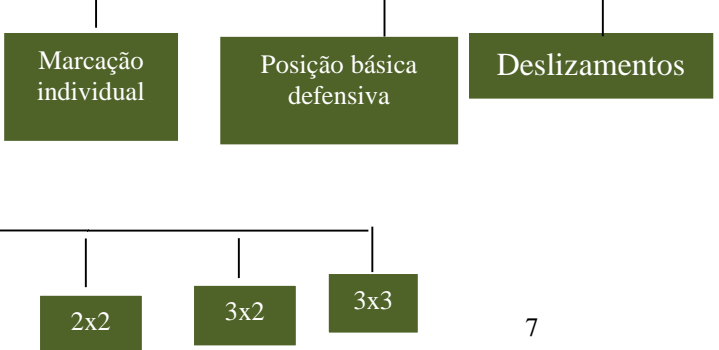 Marcação
individual
Posição básica
defensiva
Deslizamentos
2x2
3x2
3x3
7